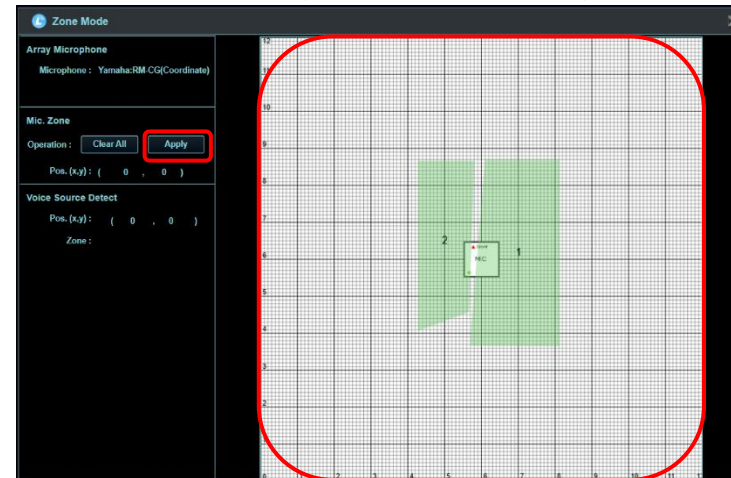 Zone Mode
Array Microphone
Microphone : Yamaha:RM-CG(Coordinate)
Mic. Zone
Operation : Clear All Apply
Pos. (x,y) : ( 0 , 0 )
Voice Source Detect
Pos. (x,y) : ( 0 , 0 )
Zone :
12
11
10
9
8
7
2
1
6
MIC
5
4
3
2
2 3 4 5 6 7 8 9 10 11